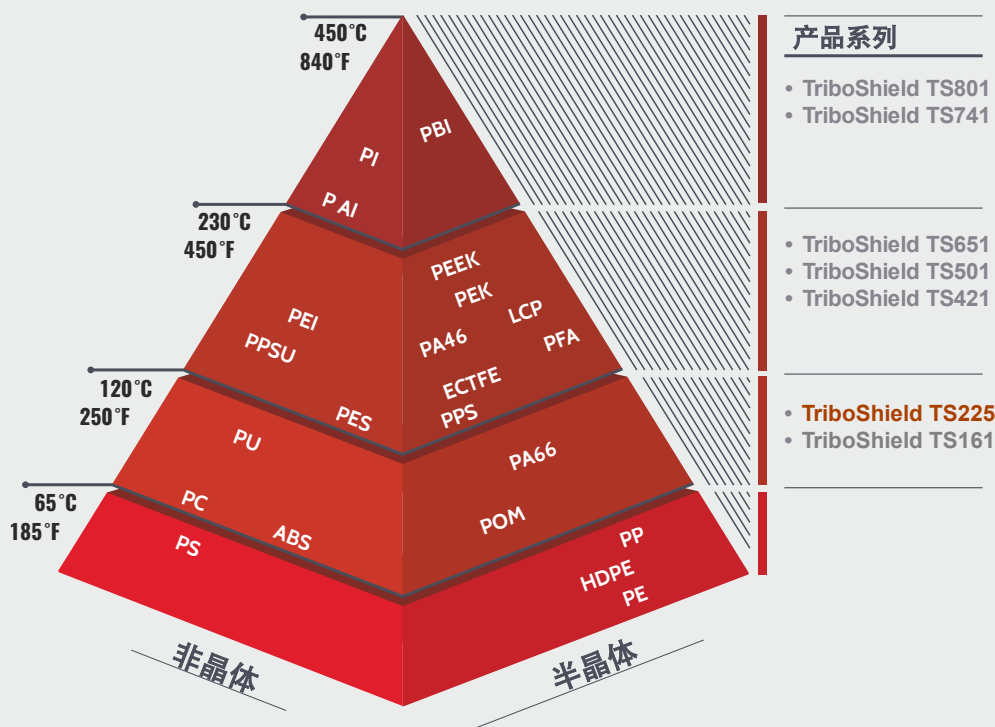 450°C
840°F
产品系列
• TriboShield TS801
• TriboShield TS741
PBI
PI
P AI
230°C
450°F
• TriboShield TS651
• TriboShield TS501
• TriboShield TS421
PEEK
PEK
LCP
PEI
PA46
PFA
PPSU
ECTFE
PPS
PES
120°C
250°F
• TriboShield TS225
• TriboShield TS161
PU
PA66
PC
POM
ABS
65°C
185°F
PS
PP
HDPE
PE
非晶体
半晶体